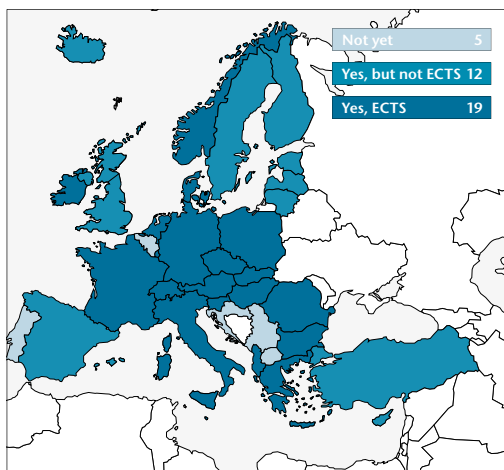 Not yet 5
Yes, but not ECTS 12
Yes, ECTS 19